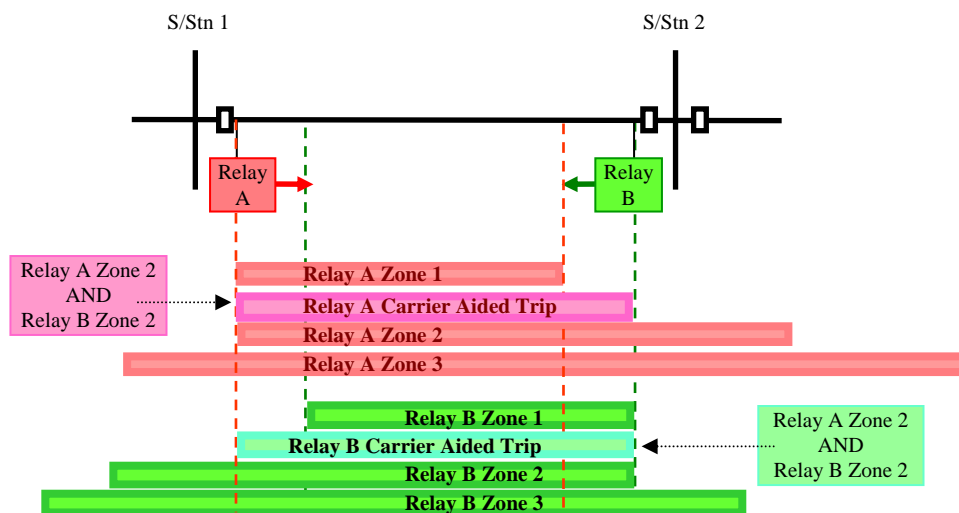 S/Stn 1
S/Stn 2
Relay
A
Relay
B
Relay A Zone 2
AND
Relay B Zone 2
Relay A Zone 1
Relay A Carrier Aided Trip
Relay A Zone 2
Relay A Zone 3
Relay B Zone 1
Relay B Carrier Aided Trip
Relay B Zone 2
Relay B Zone 3
Relay A Zone 2
AND
Relay B Zone 2